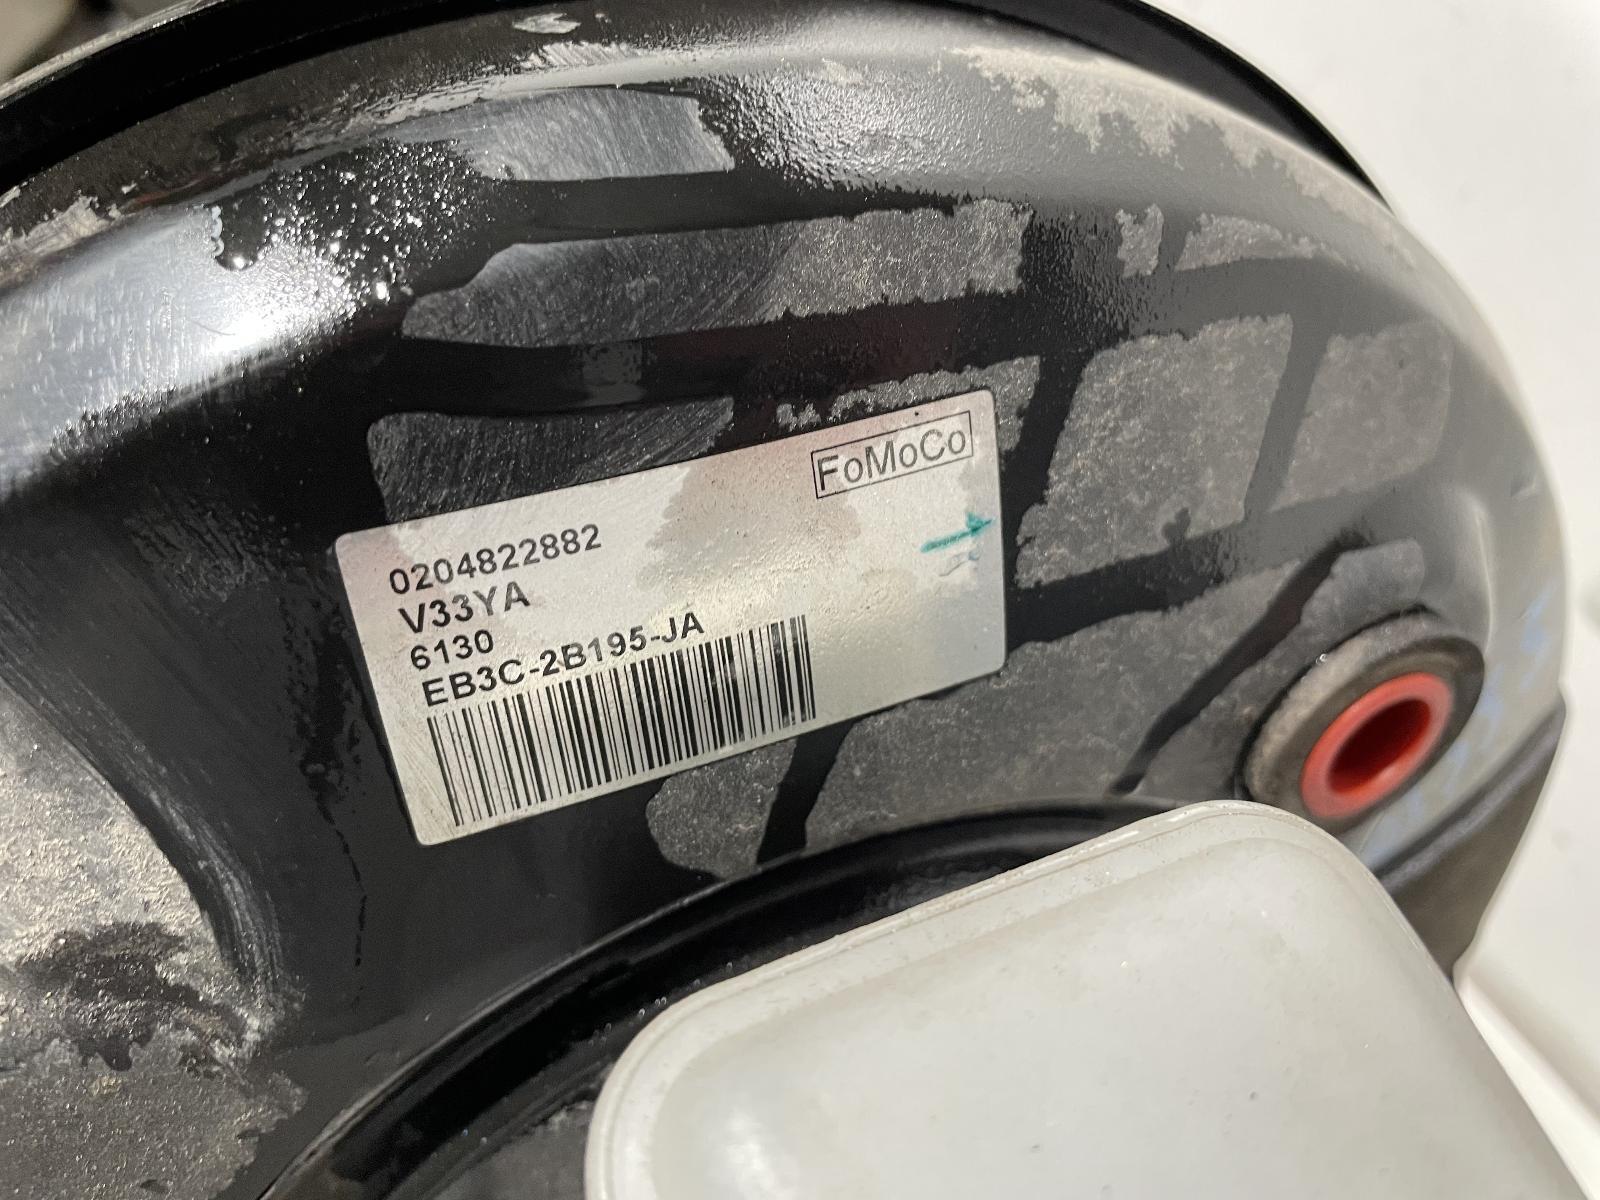 FoMoCo
0204822882
V33YA
6130
EB3C-2B195-JA